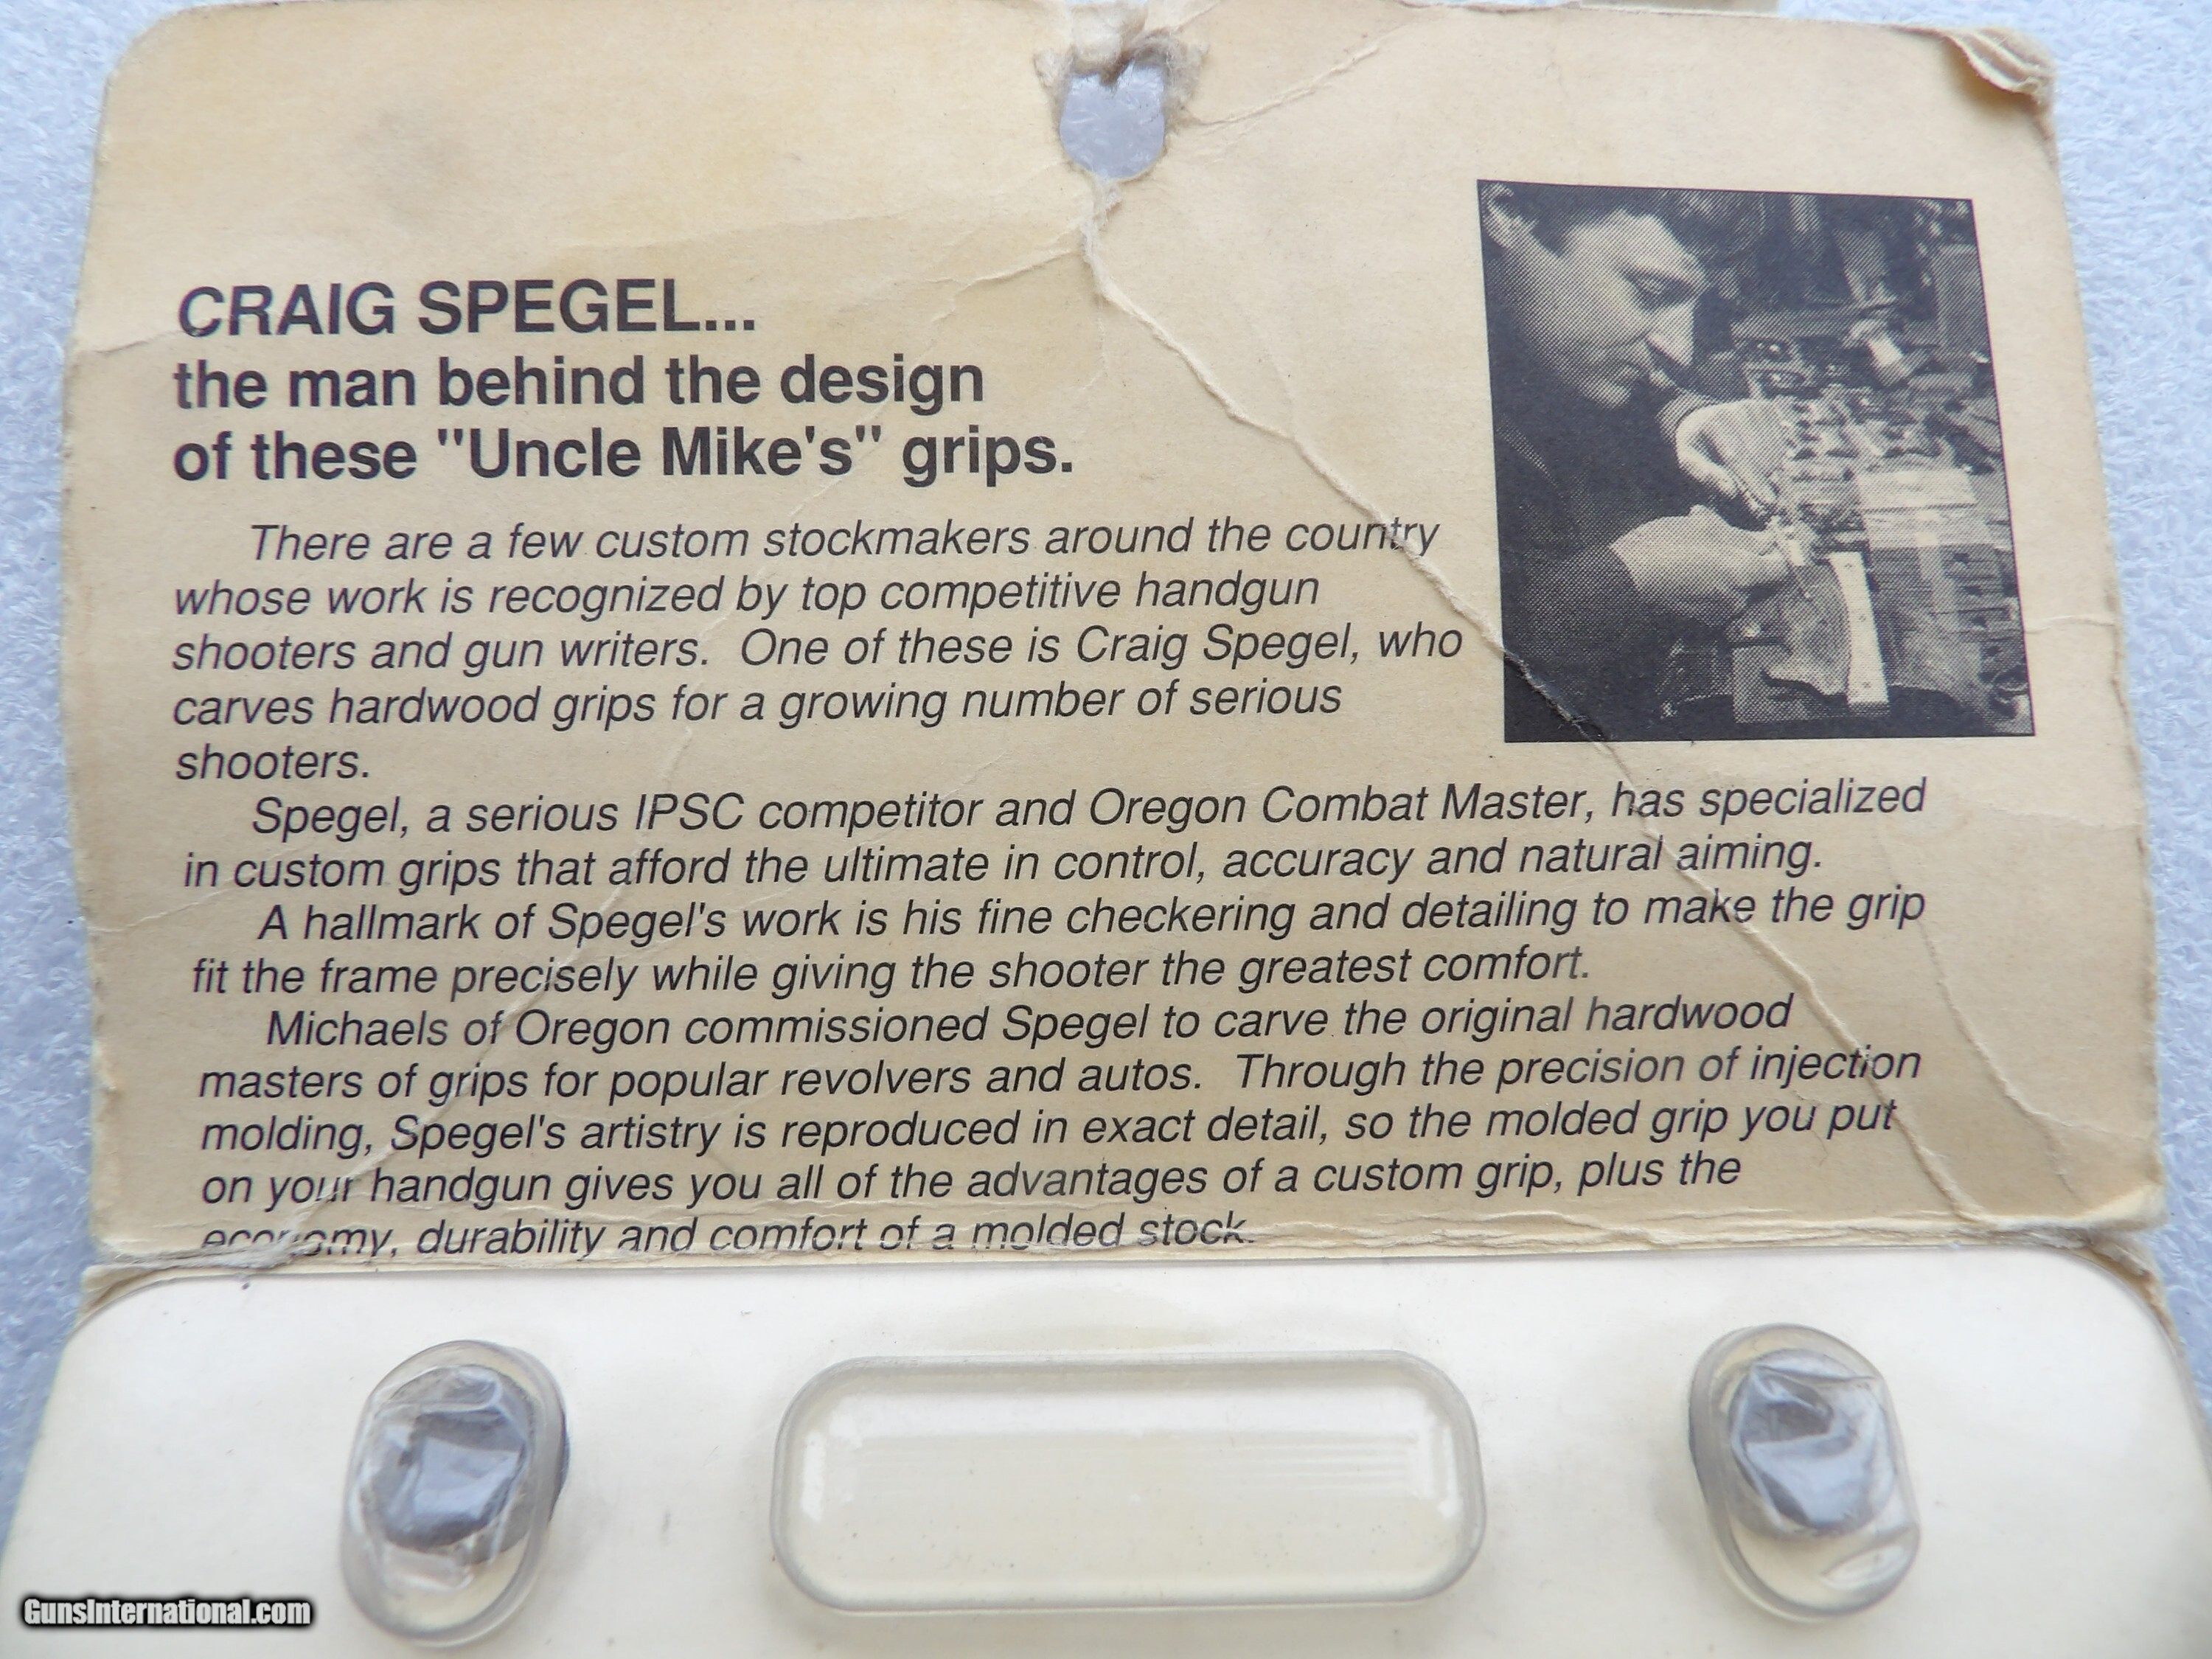 CRAIG SPEGEL...
the man behind the design
of these "Uncle Mike's" grips.
There are a few custom stockmakers around the country
whose work is recognized by top competitive handgun
shooters and gun writers. One of these is Craig Spegel, who
carves hardwood grips for a growing number of serious
shooters.
Spegel, a serious IPSC competitor and Oregon Combat Master, has specialized
in custom grips that afford the ultimate in control, accuracy and natural aiming.
A hallmark of Spegel's work is his fine checkering and detailing to make the grip
fit the frame precisely while giving the shooter the greatest comfort.
Michaels of Oregon commissioned Spegel to carve the original hardwood
masters of grips for popular revolvers and autos. Through the precision of injection
molding, Spegel's artistry is reproduced in exact detail, so the molded grip you put
on your handgun gives you all of the advantages of a custom grip, plus the
economy, durability and comfort of a molded stock.
GunsInternational.com